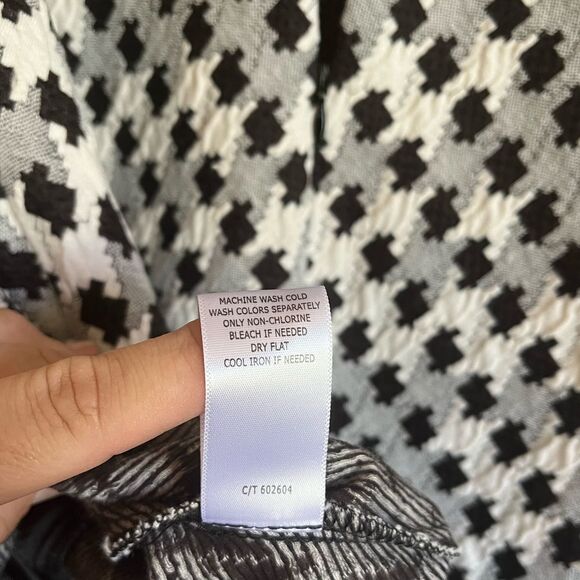 MACHINE WASH COLD
WASH COLORS SEPARATELY
ONLY NON-CHLORINE
BLEACH IF NEEDED
DRY FLAT
COOL IRON IF NEEDED
C/T 602604